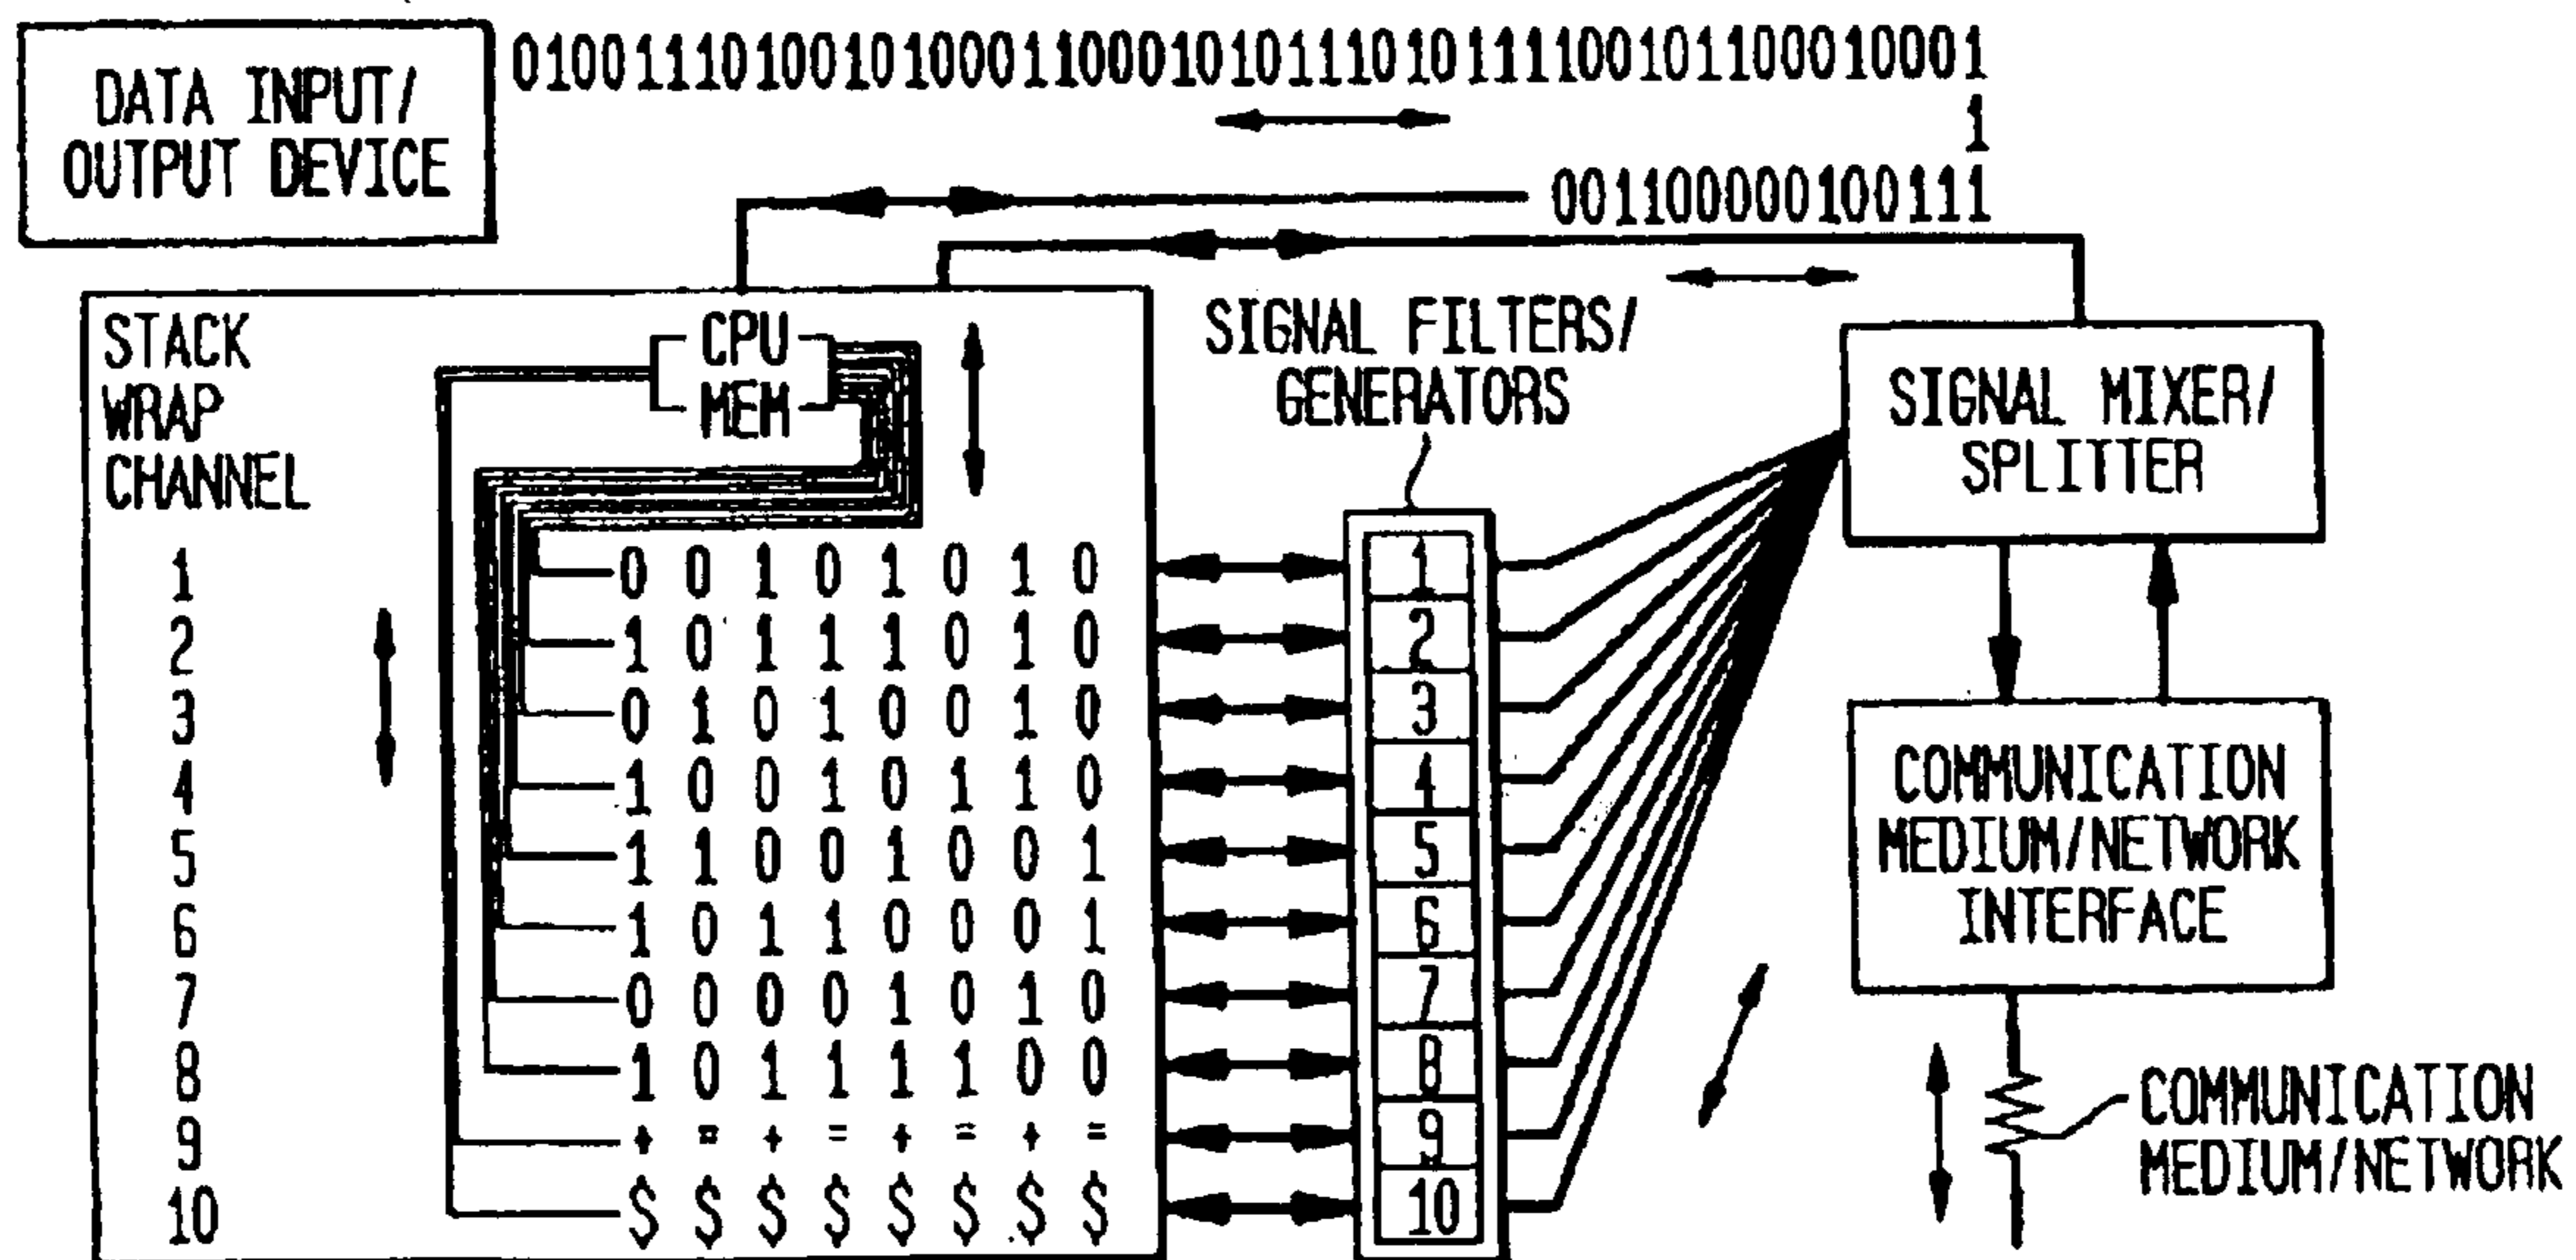 DATA INPUT/
OUTPUT DEVICE
01001110100101000110001010111010111100101100010001
1
001100000100111
STACK
WRAP
CHANNEL
CPU
MEM
SIGNAL FILTERS/
GENERATORS
SIGNAL MIXER/
SPLITTER
1 0 0 1 0 1 0 1 0 1
2 1 0 1 1 1 0 1 0 2
3 0 1 0 1 0 0 1 0 3
4 1 0 0 1 0 1 1 0 4
5 1 1 0 0 1 0 0 1 5
6 1 0 1 1 0 0 0 1 6
7 0 0 0 0 1 0 1 0 7
8 1 0 1 1 1 1 0 0 8
9 + = + = + = + = 9
10 $ $ $ $ $ $ $ $ 10
COMMUNICATION
MEDIUM/NETWORK
INTERFACE
COMMUNICATION
MEDIUM/NETWORK